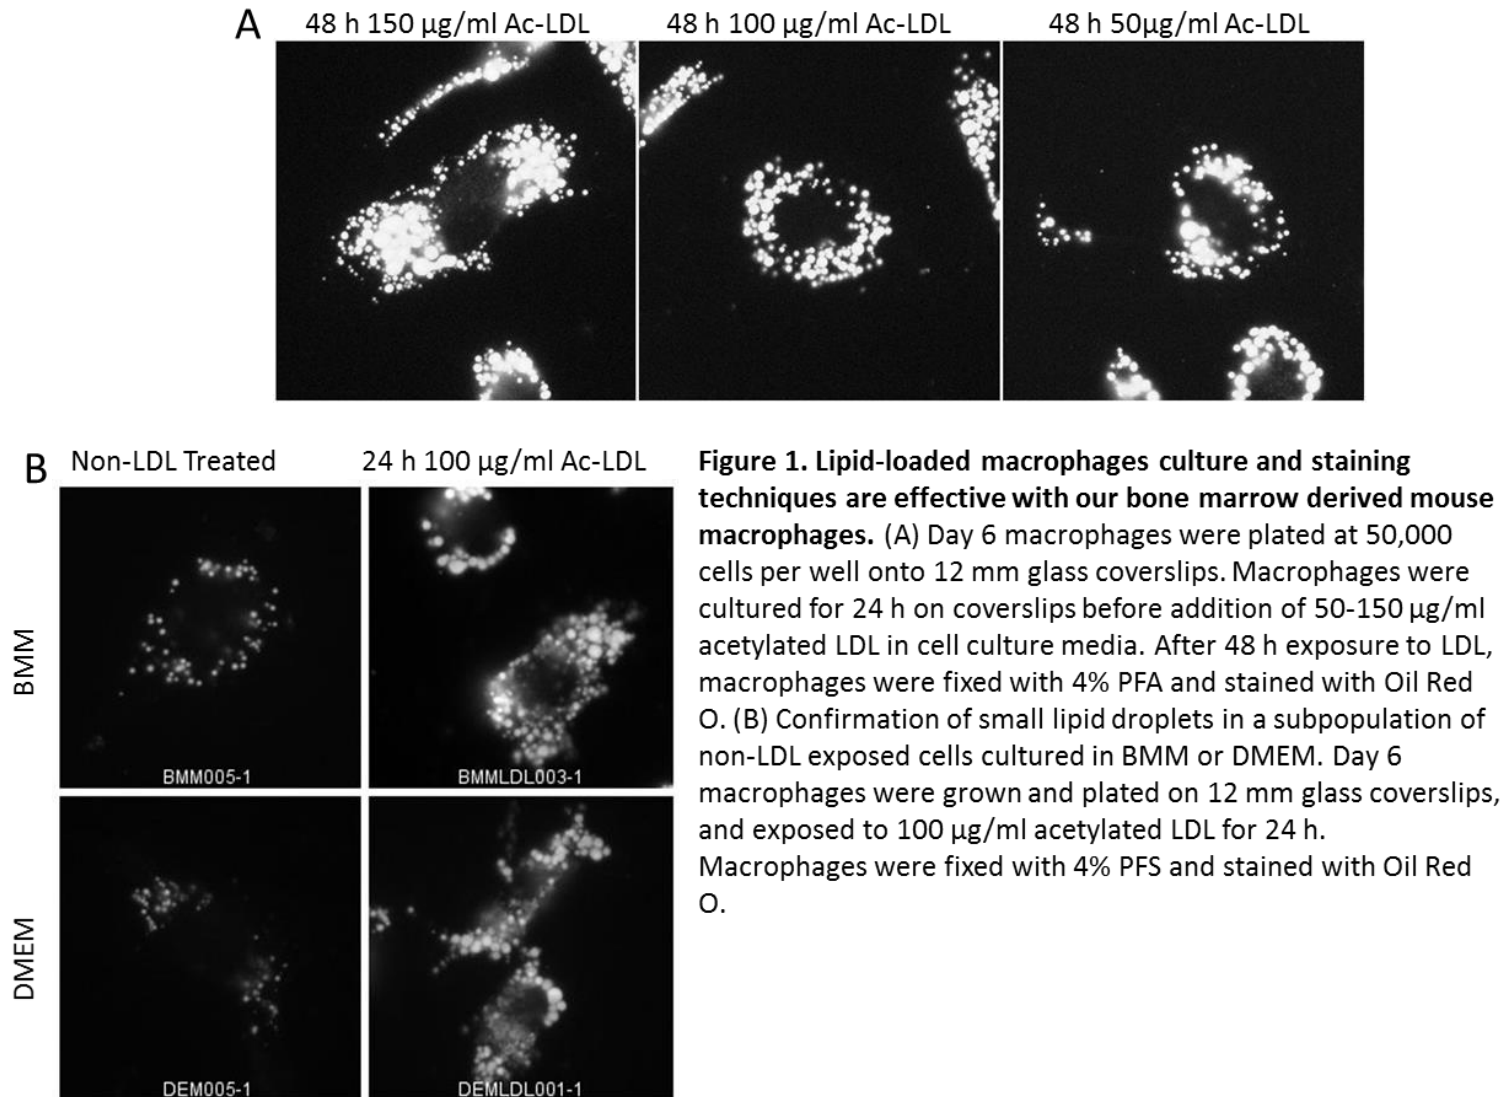 A
48 h 150 µg/ml Ac-LDL
48 h 100 µg/ml Ac-LDL
48 h 50µg/ml Ac-LDL
B
Non-LDL Treated
24 h 100 µg/ml Ac-LDL
BMM
BMM005-1
BMMLDL003-1
DMEM
DEM005-1
DEMLDL001-1
Figure 1. Lipid-loaded macrophages culture and staining
techniques are effective with our bone marrow derived mouse
macrophages. (A) Day 6 macrophages were plated at 50,000
cells per well onto 12 mm glass coverslips. Macrophages were
cultured for 24 h on coverslips before addition of 50-150 µg/ml
acetylated LDL in cell culture media. After 48 h exposure to LDL,
macrophages were fixed with 4% PFA and stained with Oil Red
O. (B) Confirmation of small lipid droplets in a subpopulation of
non-LDL exposed cells cultured in BMM or DMEM. Day 6
macrophages were grown and plated on 12 mm glass coverslips,
and exposed to 100 µg/ml acetylated LDL for 24 h.
Macrophages were fixed with 4% PFS and stained with Oil Red
O.